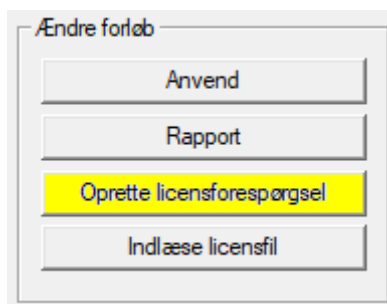 Ændre forløb
Anvend
Rapport
Oprette licensforespørgsel
Indlæse licensfil